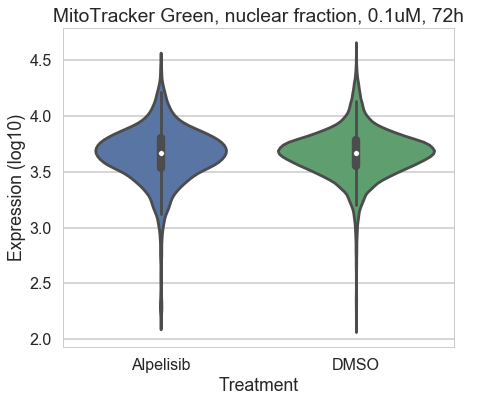 MitoTracker Green, nuclear fraction, 0.1uM, 72h
4.5
4.0
3.5
3.0
2.5
2.0
Expression (log10)
Alpelisib DMSO
Treatment